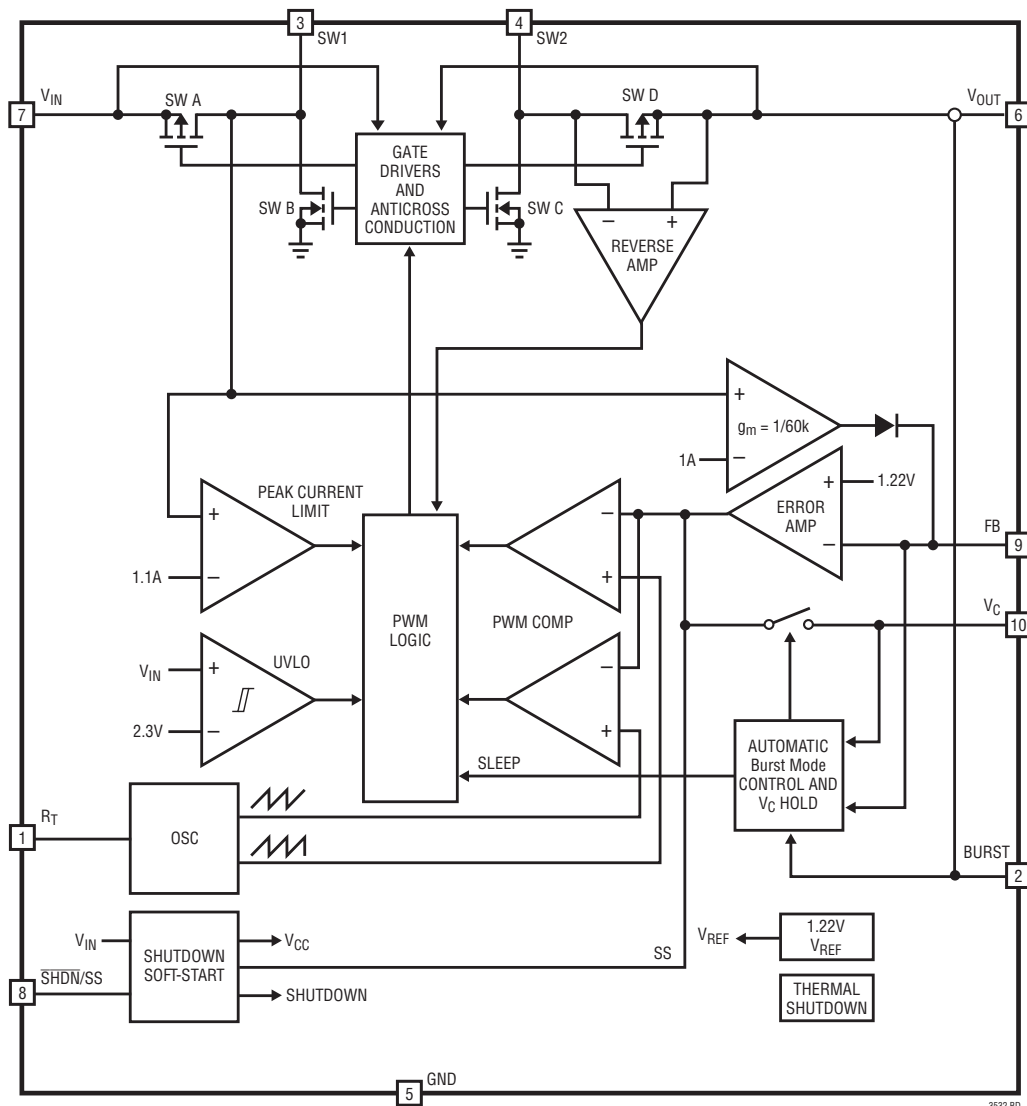 3
SW1
4
SW2
7
VIN
SW A
SW D
VOUT
6
GATE
DRIVERS
AND
ANTICROSS
CONDUCTION
SW B
SW C
–
+
REVERSE
AMP
+
gm = 1/60k
1A
–
PEAK CURRENT
LIMIT
+
1.1A
–
+
1.22V
ERROR
AMP
–
FB
9
–
+
PWM
LOGIC
PWM COMP
VC
10
UVLO
VIN
+
2.3V
–
–
+
SLEEP
AUTOMATIC
Burst Mode
CONTROL AND
VC HOLD
RT
1
OSC
BURST
2
VIN
SHUTDOWN
SOFT-START
VCC
SS
SHDN/SS
8
SHUTDOWN
VREF
1.22V
VREF
THERMAL
SHUTDOWN
5
GND
3532 BD